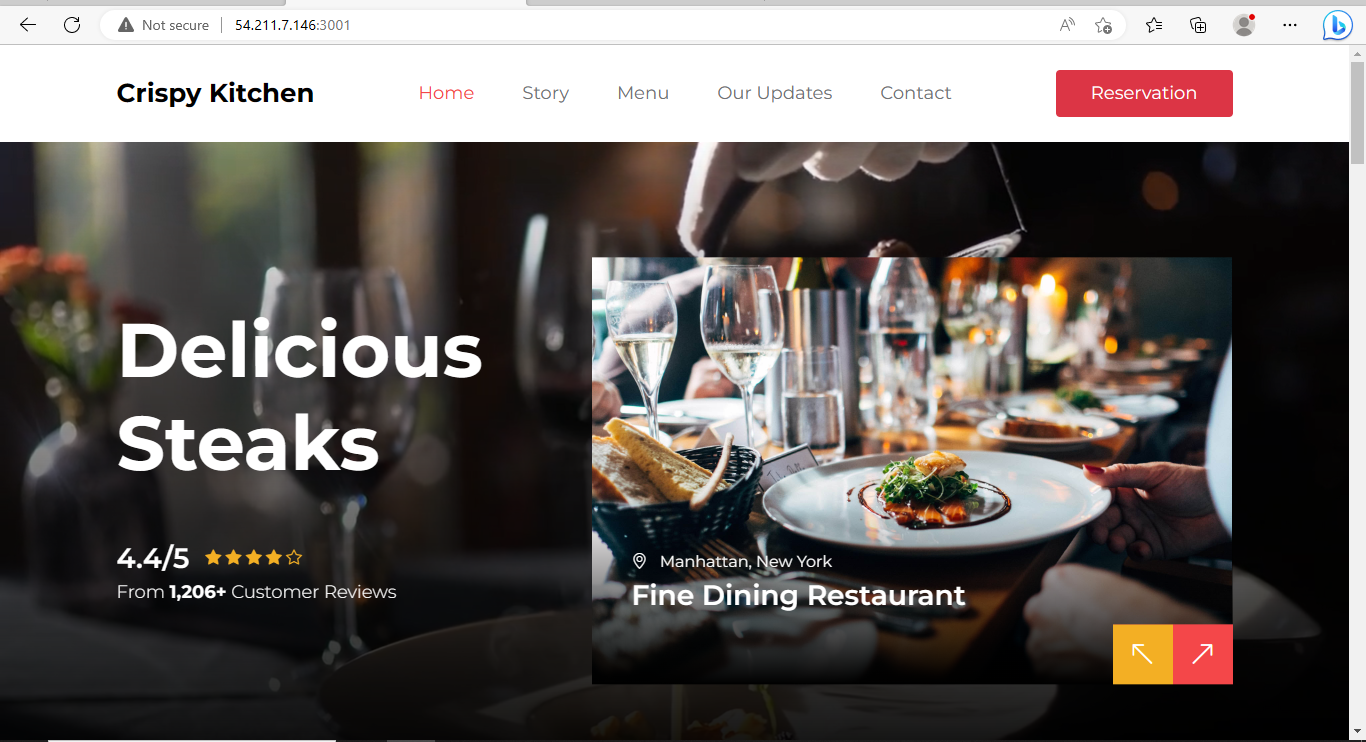 Not secure | 54.211.7.146:3001
Crispy Kitchen
Home
Story
Menu
Our Updates
Contact
Reservation
Delicious
Steaks
4.4/5
From 1,206+ Customer Reviews
Manhattan, New York
Fine Dining Restaurant